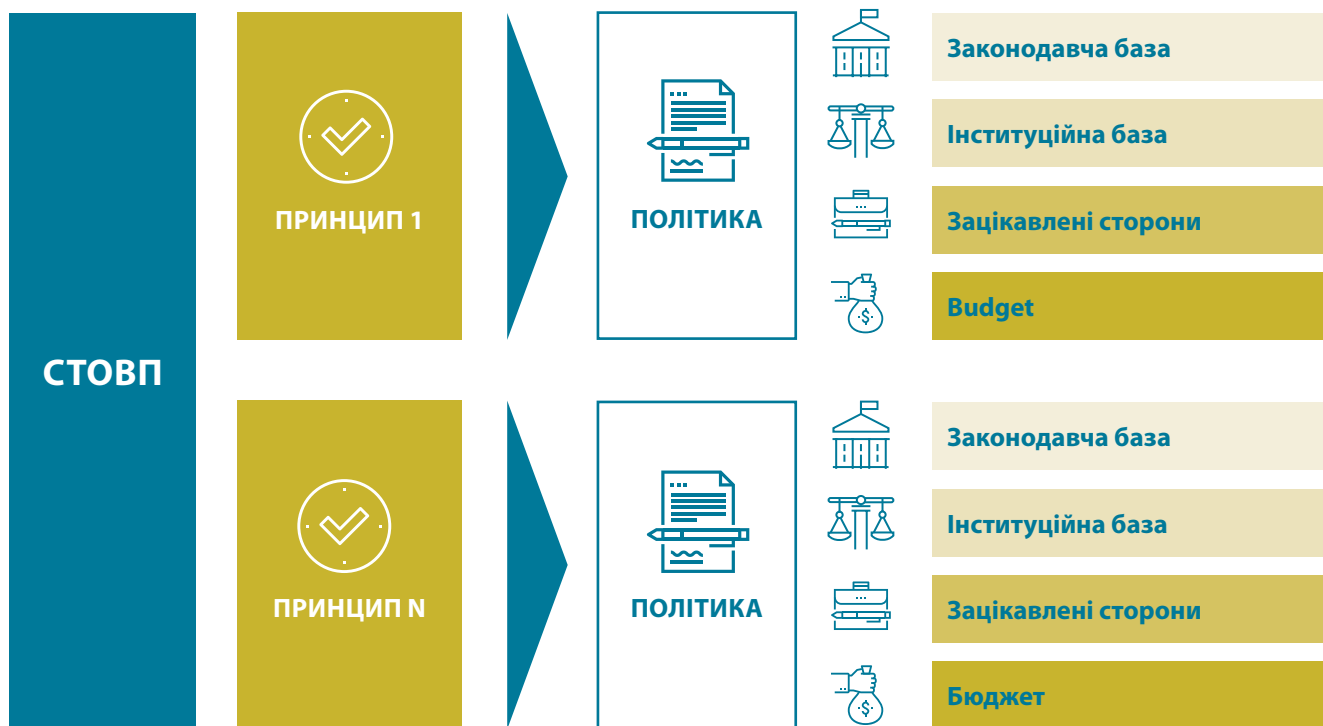 СТОВП
ПРИНЦИП 1
ПОЛІТИКА
Законодавча база
Інституційна база
Зацікавлені сторони
Budget
ПРИНЦИП N
ПОЛІТИКА
Законодавча база
Інституційна база
Зацікавлені сторони
Бюджет